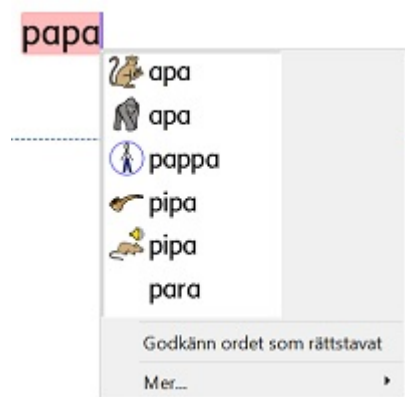 papa
apa
apa
pappa
pipa
pipa
para
Godkänn ordet som rättstavat
Mer...